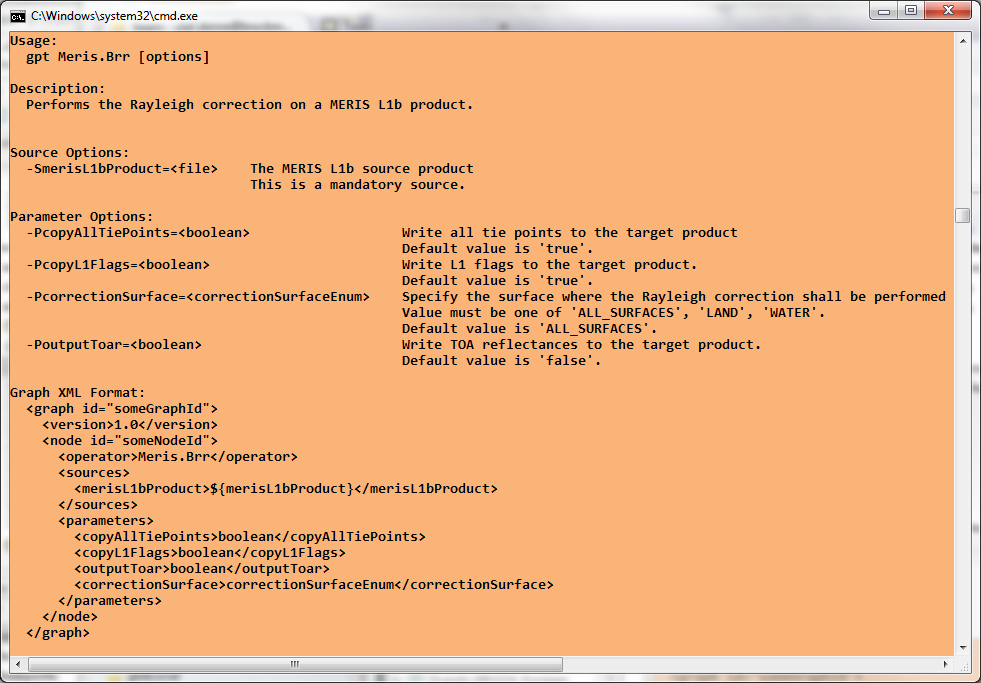 C:\Windows\system32\cmd.exe
Usage:
  gpt Meris.Brr [options]
Description:
  Performs the Rayleigh correction on a MERIS L1b product.
Source Options:
  -SmerisL1bProduct=<file>    The MERIS L1b source product
                              This is a mandatory source.
Parameter Options:
  -PcopyAllTiePoints=<boolean>                   Write all tie points to the target product
                                                 Default value is 'true'.
  -PcopyL1Flags=<boolean>                        Write L1 flags to the target product.
                                                 Default value is 'true'.
  -PcorrectionSurface=<correctionSurfaceEnum>    Specify the surface where the Rayleigh correction shall be performed
                                                 Value must be one of 'ALL_SURFACES', 'LAND', 'WATER'.
                                                 Default value is 'ALL_SURFACES'.
  -PoutputToar=<boolean>                         Write TOA reflectances to the target product.
                                                 Default value is 'false'.
Graph XML Format:
  <graph id="someGraphId">
    <version>1.0</version>
    <node id="someNodeId">
      <operator>Meris.Brr</operator>
      <sources>
        <merisL1bProduct>${merisL1bProduct}</merisL1bProduct>
      </sources>
      <parameters>
        <copyAllTiePoints>boolean</copyAllTiePoints>
        <copyL1Flags>boolean</copyL1Flags>
        <outputToar>boolean</outputToar>
        <correctionSurface>correctionSurfaceEnum</correctionSurface>
      </parameters>
    </node>
  </graph>